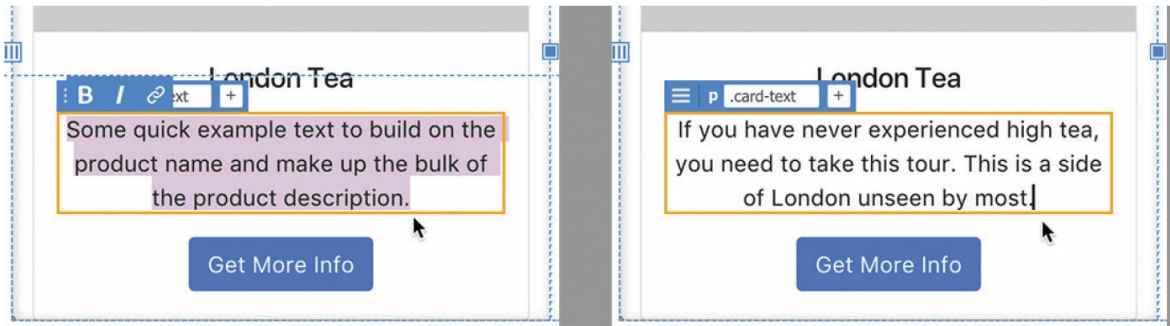 London Tea
B I ext +
Some quick example text to build on the
product name and make up the bulk of
the product description.
Get More Info
London Tea
p .card-text +
If you have never experienced high tea,
you need to take this tour. This is a side
of London unseen by most.
Get More Info